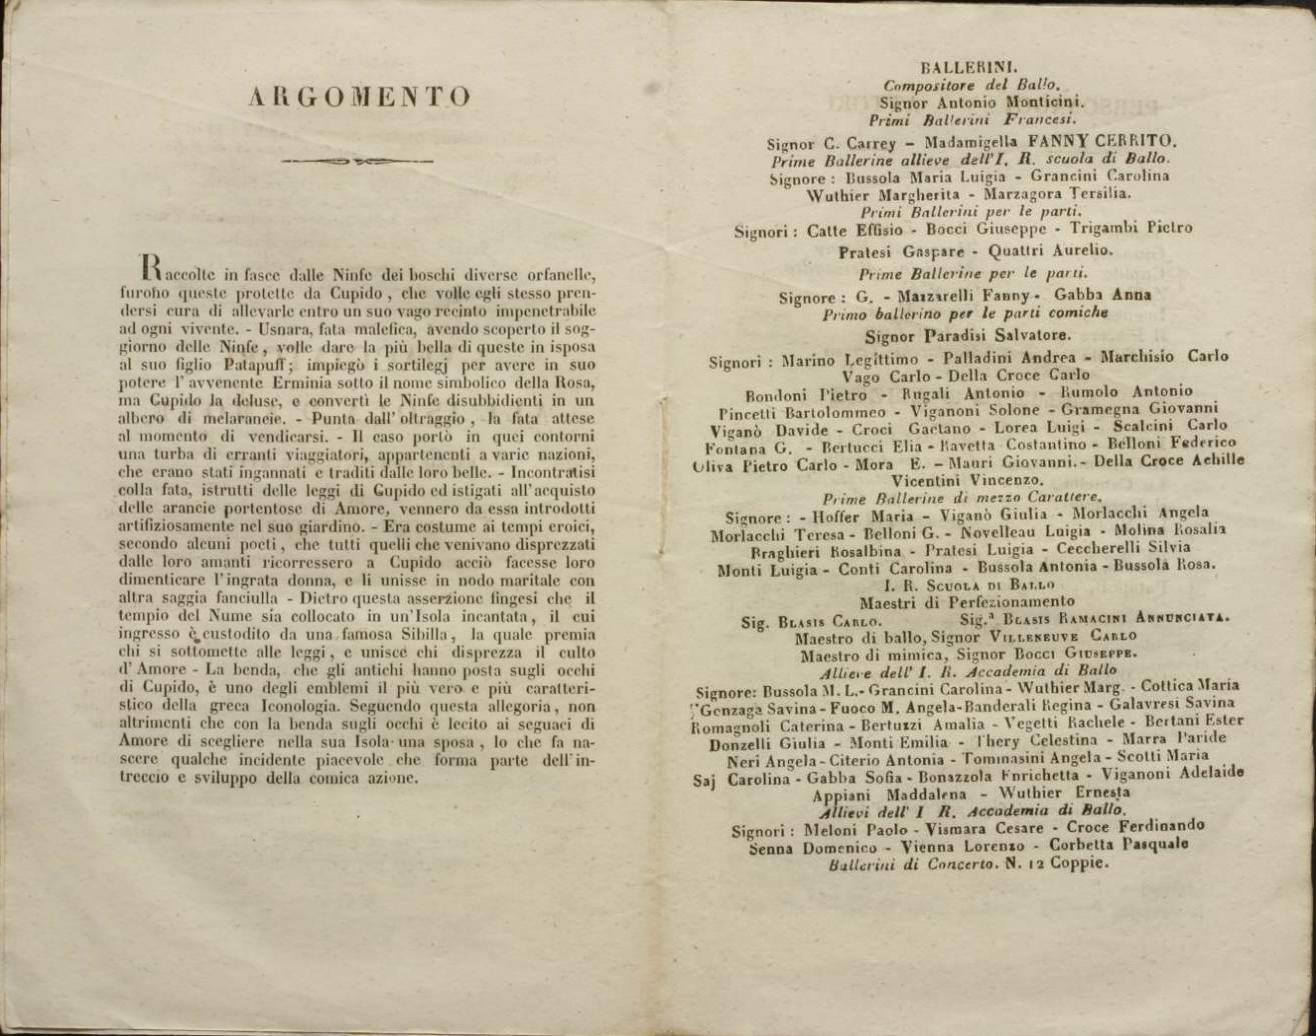 ARGOMENTO
Raccolte in fasce dalle Ninfe dei boschi diverse orfanelle,
furono queste protette da Cupido, che volle egli stesso pren-
dersi cura di allevarle entro un suo vago recinto impenetrabile
ad ogni vivente. - Usnara, fata malefica, avendo scoperto il sog-
giorno delle Ninfe, volle dare la più bella di queste in isposa
al suo figlio Patapuff; impiegò i sortilegj per avere in suo
potere l'avvenente Erminia sotto il nome simbolico della Rosa,
ma Cupido la deluse, e convertì le Ninfe disubbidienti in un
albero di melarancie. - Punta dall'oltraggio, la fata attese
al momento di vendicarsi. - Il caso portò in quei contorni
una turba di erranti viaggiatori, appartenenti a varie nazioni,
che erano stati ingannati e traditi dalle loro belle. - Incontratisi
colla fata, istrutti delle leggi di Cupido ed istigati all'acquisto
delle arancie portentose di Amore, vennero da essa introdotti
artifiziosamente nel suo giardino. - Era costume ai tempi eroici,
secondo alcuni poeti, che tutti quelli che venivano disprezzati
dalle loro amanti ricorressero a Cupido acciò facesse loro
dimenticare l'ingrata donna, e li unisse in nodo maritale con
altra saggia fanciulla - Dietro questa asserzione fingesi che il
tempio del Nume sia collocato in un'Isola incantata, il cui
ingresso è custodito da una famosa Sibilla, la quale premia
chi si sottomette alle leggi, e unisce chi disprezza il culto
d'Amore - La benda, che gli antichi hanno posta sugli occhi
di Cupido, è uno degli emblemi il più vero e più caratteri-
stico della greca Iconologia. Seguendo questa allegoria, non
altrimenti che con la benda sugli occhi è lecito ai seguaci di
Amore di scegliere nella sua Isola una sposa, lo che fa na-
scere qualche incidente piacevole che forma parte dell'in-
treccio e sviluppo della comica azione.
BALLERINI.
Compositore del Ballo.
Signor Antonio Monticini.
Primi Ballerini Francesi.
Signor C. Carrey - Madamigella FANNY CERRITO.
Prime Ballerine allieve dell'I. R. scuola di Ballo.
Signore: Bussola Maria Luigia - Grancini Carolina
Wuthier Margherita - Marzagora Tersilia.
Primi Ballerini per le parti.
Signori: Catte Effisio - Bocci Giuseppe - Trigambi Pietro
Pratesi Gaspare - Quattri Aurelio.
Prime Ballerine per le parti.
Signore: G. - Mazzarelli Fanny - Gabba Anna
Primo ballerino per le parti comiche
Signor Paradisi Salvatore.
Signori: Marino Legittimo - Palladini Andrea - Marchisio Carlo
Vago Carlo - Della Croce Carlo
Rondoni Pietro - Rugali Antonio - Rumolo Antonio
Pincetti Bartolommeo - Viganoni Solone - Gramegna Giovanni
Viganò Davide - Croci Gaetano - Lorea Luigi - Scalcini Carlo
Fontana G. - Bertucci Elia - Ravetta Costantino - Belloni Federico
Oliva Pietro Carlo - Mora E. - Mauri Giovanni. - Della Croce Achille
Vicentini Vincenzo.
Prime Ballerine di mezzo Carattere.
Signore: - Hoffer Maria - Viganò Giulia - Morlacchi Angela
Morlacchi Teresa - Belloni G. - Novelleau Luigia - Molina Rosalia
Braghieri Rosalbina - Pratesi Luigia - Ceccherelli Silvia
Monti Luigia - Conti Carolina - Bussola Antonia - Bussola Rosa.
I. R. SCUOLA DI BALLO
Maestri di Perfezionamento
Sig. BLASIS CARLO. Sig.ª BLASIS RAMACINI ANNUNCIATA.
Maestro di ballo, Signor VILLENEUVE CARLO
Maestro di mimica, Signor BOCCI GIUSEPPE.
Allieve dell' I. R. Accademia di Ballo
Signore: Bussola M. L. - Grancini Carolina - Wuthier Marg. - Cottica Maria
Gonzaga Savina - Fuoco M. Angela - Banderali Regina - Galavresi Savina
Romagnoli Caterina - Bertuzzi Amalia - Vegetti Rachele - Bertani Ester
Donzelli Giulia - Monti Emilia - Thery Celestina - Marra Paride
Neri Angela - Citerio Antonia - Tommasini Angela - Scotti Maria
Saj Carolina - Gabba Sofia - Bonazzola Enrichetta - Viganoni Adelaide
Appiani Maddalena - Wuthier Ernesta
Allievi dell' I R. Accademia di Ballo.
Signori: Meloni Paolo - Vismara Cesare - Croce Ferdinando
Senna Domenico - Vienna Lorenzo - Corbetta Pasquale
Ballerini di Concerto. N. 12 Coppie.